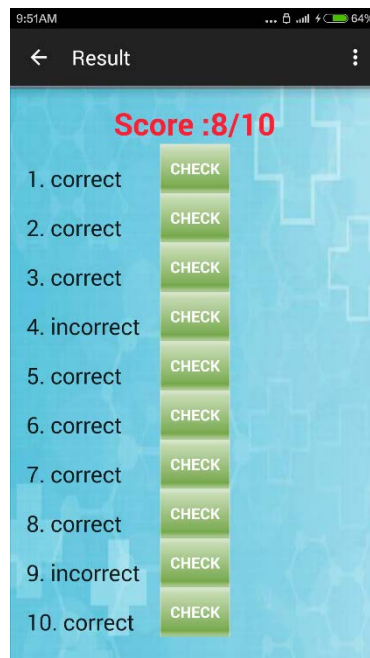 9:51AM ... 64%
Result
Score :8/10
1. correct CHECK
2. correct CHECK
3. correct CHECK
4. incorrect CHECK
5. correct CHECK
6. correct CHECK
7. correct CHECK
8. correct CHECK
9. incorrect CHECK
10. correct CHECK